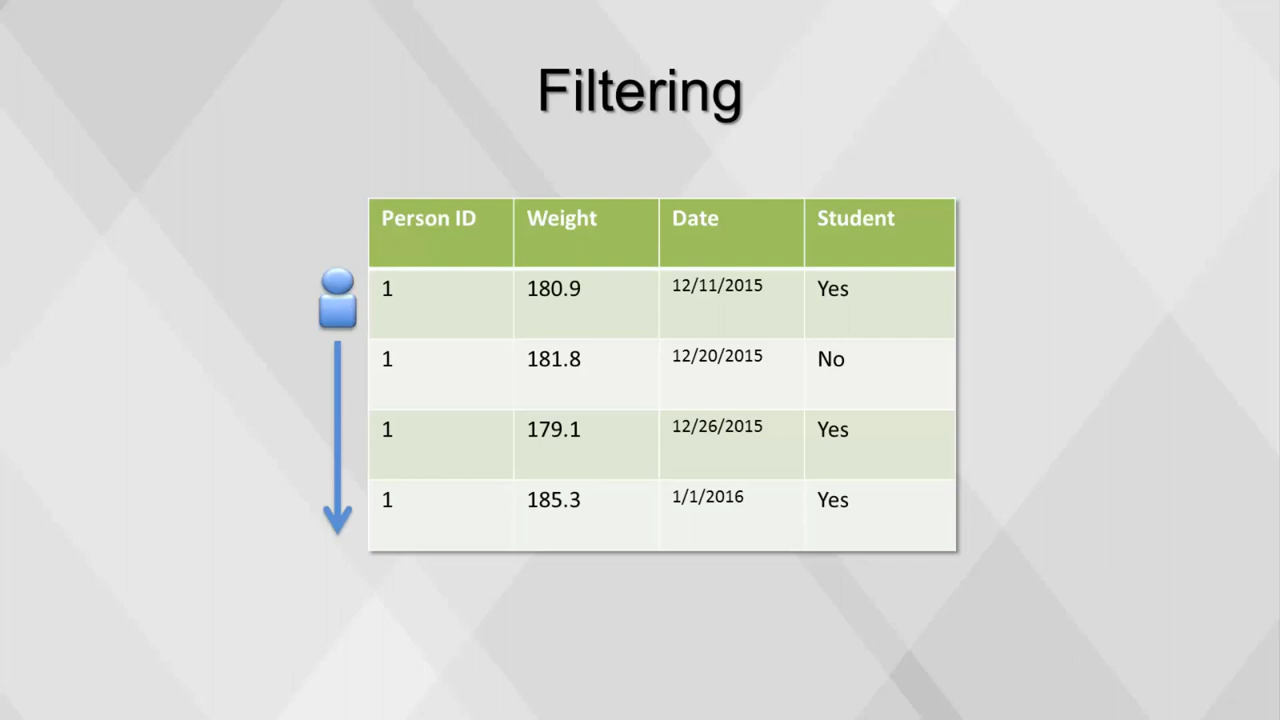 Filtering
Person ID Weight Date Student
1 180.9 12/11/2015 Yes
1 181.8 12/20/2015 No
1 179.1 12/26/2015 Yes
1 185.3 1/1/2016 Yes